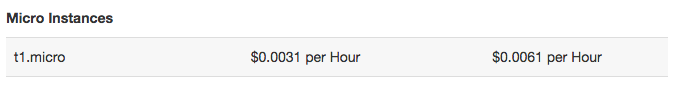 Micro Instances
t1.micro $0.0031 per Hour $0.0061 per Hour